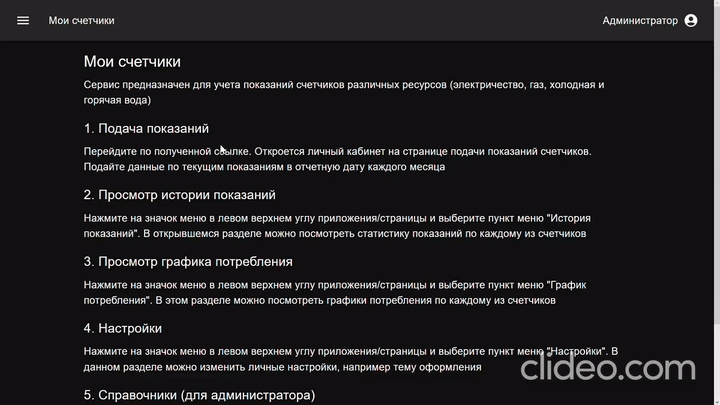 Мои счетчики
Администратор
Мои счетчики
Сервис предназначен для учета показаний счетчиков различных ресурсов (электричество, газ, холодная и
горячая вода)
1. Подача показаний
Перейдите по полученной ссылке. Откроется личный кабинет на странице подачи показаний счетчиков.
Подайте данные по текущим показаниям в отчетную дату каждого месяца
2. Просмотр истории показаний
Нажмите на значок меню в левом верхнем углу приложения/страницы и выберите пункт меню "История
показаний". В открывшемся разделе можно посмотреть статистику показаний по каждому из счетчиков
3. Просмотр графика потребления
Нажмите на значок меню в левом верхнем углу приложения/страницы и выберите пункт меню "График
потребления". В этом разделе можно посмотреть графики потребления по каждому из счетчиков
4. Настройки
Нажмите на значок меню в левом верхнем углу приложения/страницы и выберите пункт меню "Настройки". В
данном разделе можно изменить личные настройки, например тему оформления
clideo.com
5. Справочники (для администратора)